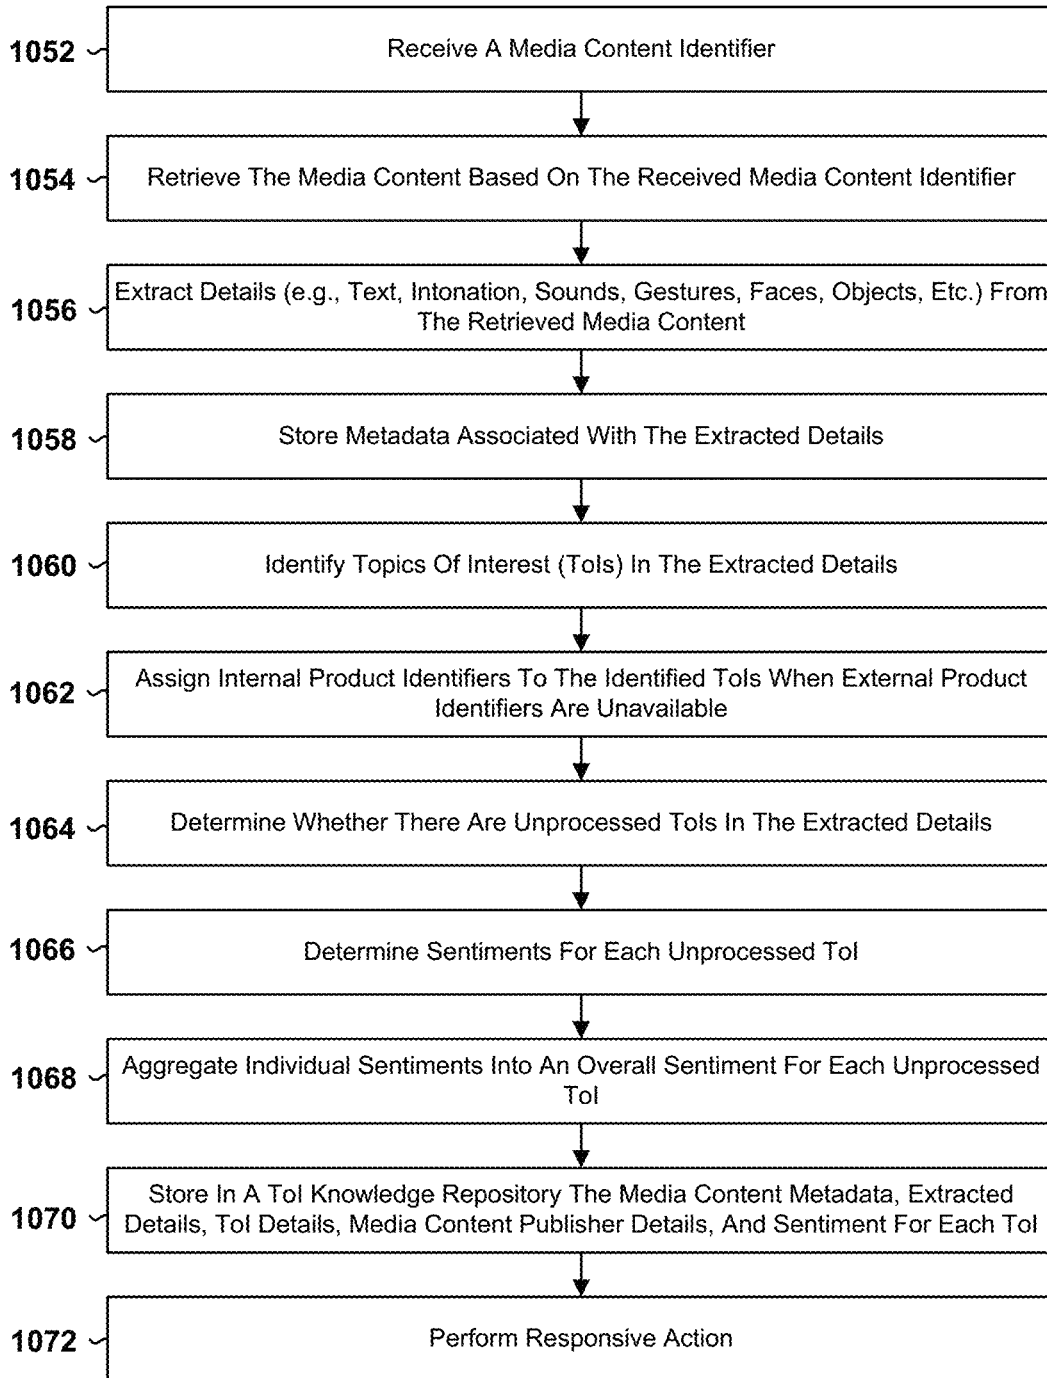 1052
Receive A Media Content Identifier
1054
Retrieve The Media Content Based On The Received Media Content Identifier
1056
Extract Details (e.g., Text, Intonation, Sounds, Gestures, Faces, Objects, Etc.) From
The Retrieved Media Content
1058
Store Metadata Associated With The Extracted Details
1060
Identify Topics Of Interest (ToIs) In The Extracted Details
1062
Assign Internal Product Identifiers To The Identified ToIs When External Product
Identifiers Are Unavailable
1064
Determine Whether There Are Unprocessed ToIs In The Extracted Details
1066
Determine Sentiments For Each Unprocessed ToI
1068
Aggregate Individual Sentiments Into An Overall Sentiment For Each Unprocessed
ToI
1070
Store In A ToI Knowledge Repository The Media Content Metadata, Extracted
Details, ToI Details, Media Content Publisher Details, And Sentiment For Each ToI
1072
Perform Responsive Action